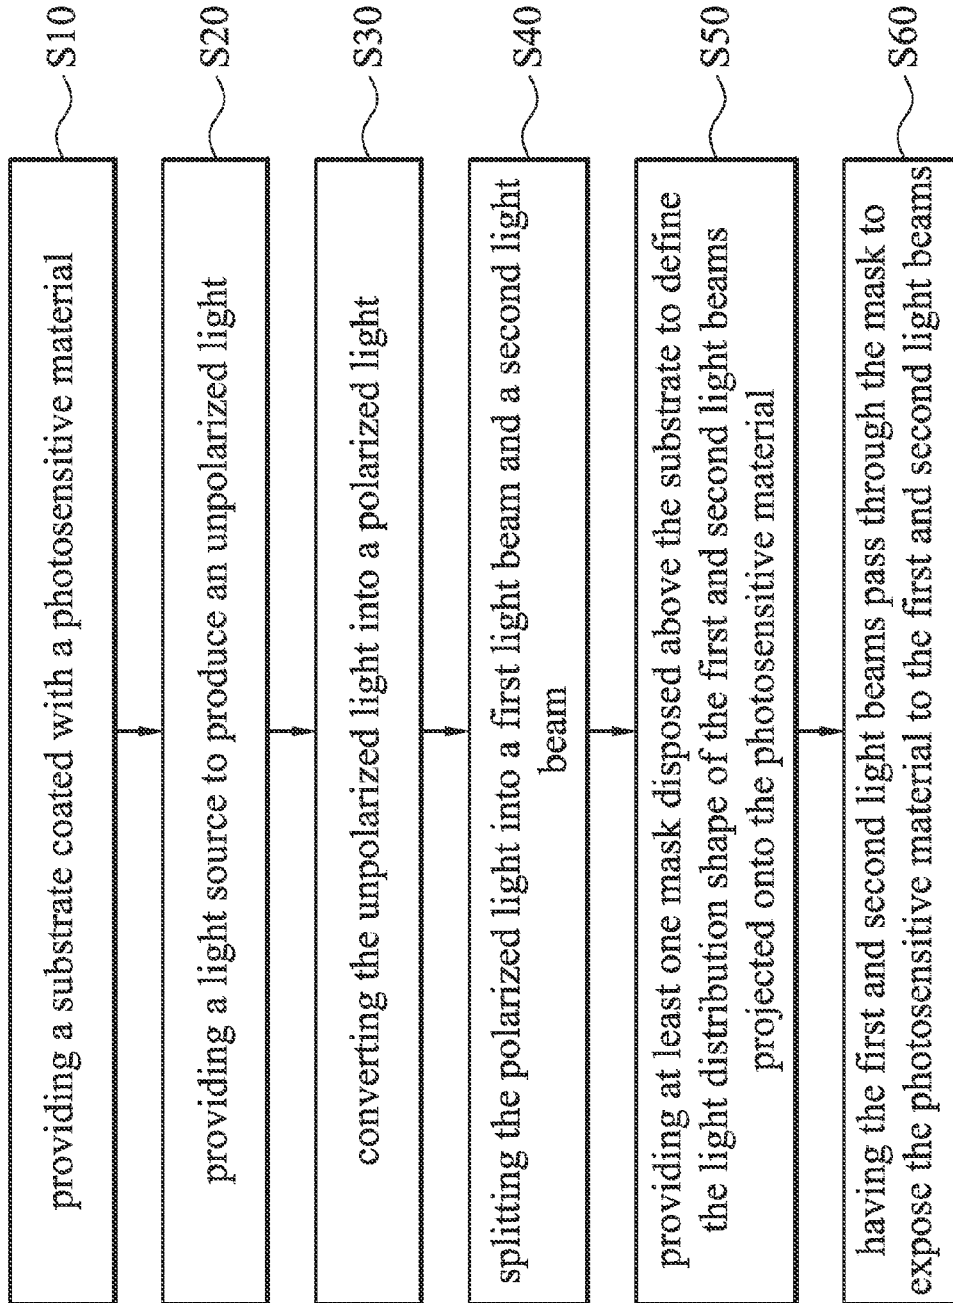 providing a substrate coated with a photosensitive material
S10
providing a light source to produce an unpolarized light
S20
converting the unpolarized light into a polarized light
S30
splitting the polarized light into a first light beam and a second light
beam
S40
providing at least one mask disposed above the substrate to define
the light distribution shape of the first and second light beams
projected onto the photosensitive material
S50
having the first and second light beams pass through the mask to
expose the photosensitive material to the first and second light beams
S60